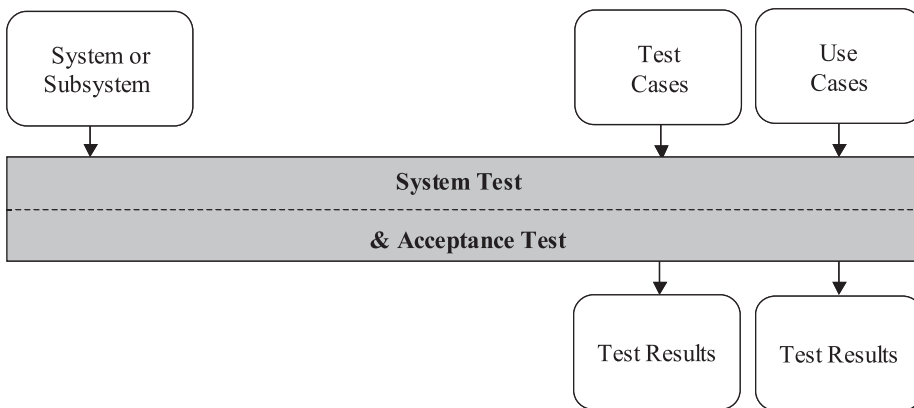 System or
Subsystem
Test
Cases
Use
Cases
System Test
& Acceptance Test
Test Results
Test Results